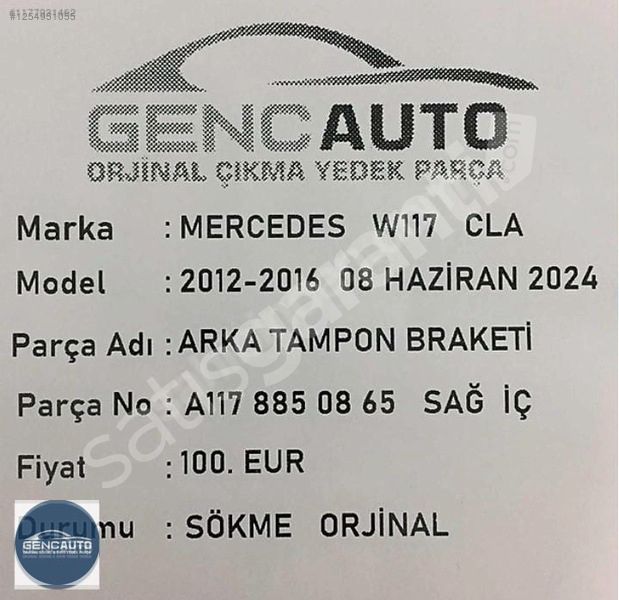 #1254951055
GENCAUTO
ORJİNAL ÇIKMA YEDEK PARÇA
Marka : MERCEDES W117 CLA
Model : 2012-2016 08 HAZİRAN 2024
Parça Adı : ARKA TAMPON BRAKETİ
Parça No : A117 885 08 65 SAĞ İÇ
Fiyat : 100. EUR
Durumu : SÖKME ORJİNAL
GENCAUTO